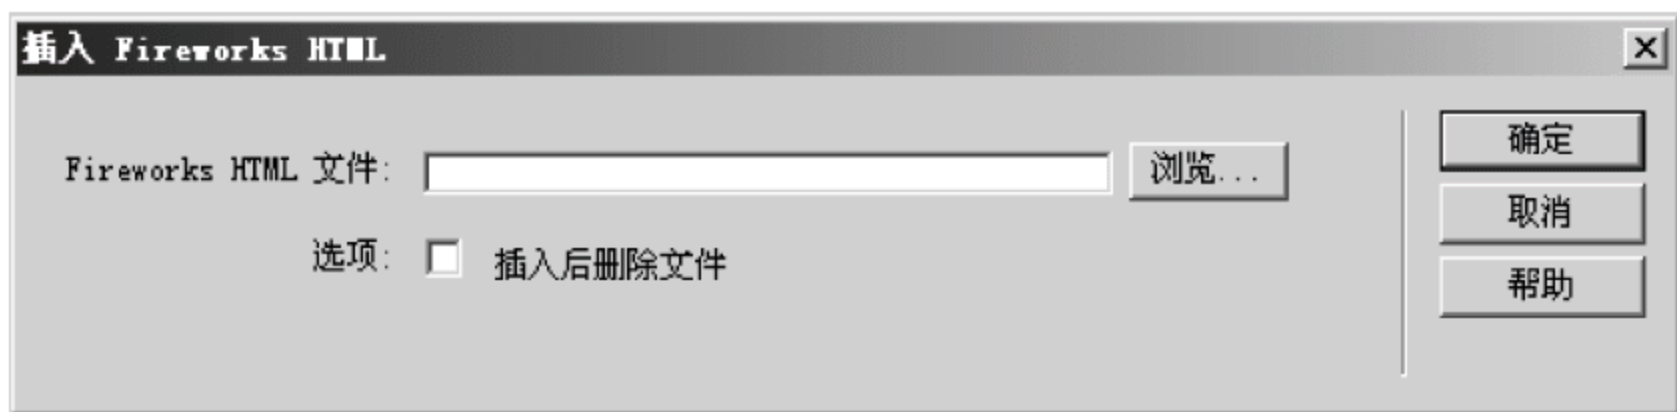 插入 Fireworks HTML
Fireworks HTML 文件: 浏览...
选项: 插入后删除文件
确定
取消
帮助